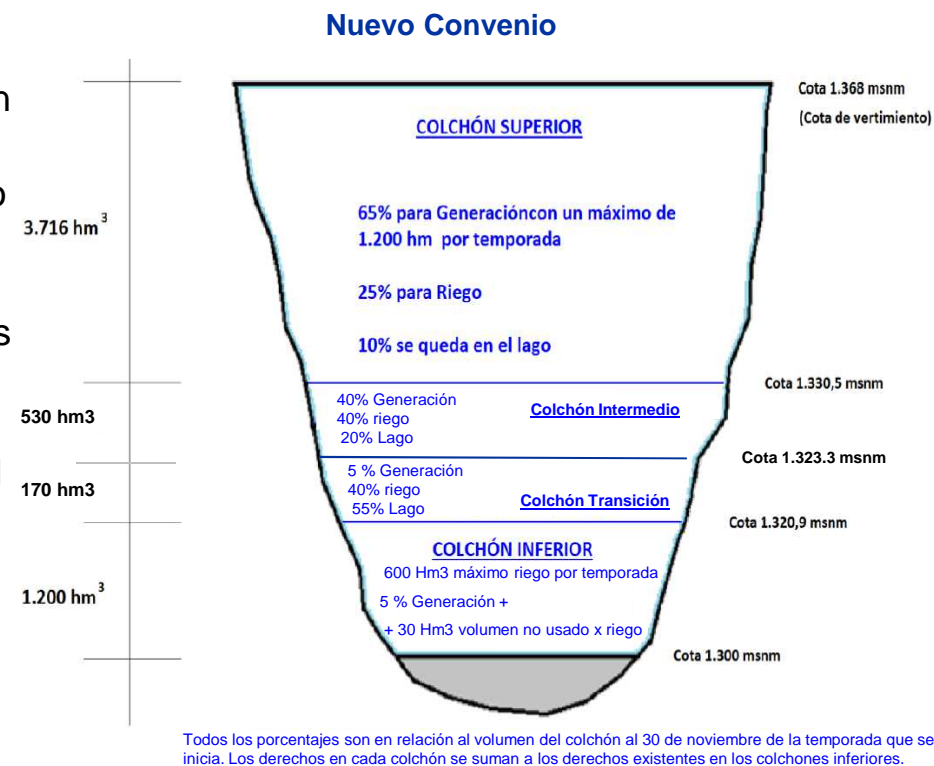 Nuevo Convenio
n
o
s
Cota 1.368 msnm
(Cota de vertimiento)
COLCHÓN SUPERIOR
3.716 hm³
65% para Generacióncon un máximo de
1.200 hm por temporada
25% para Riego
10% se queda en el lago
Cota 1.330,5 msnm
530 hm3
40% Generación
40% riego
20% Lago
Colchón Intermedio
Cota 1.323.3 msnm
170 hm3
5 % Generación
40% riego
55% Lago
Colchón Transición
Cota 1.320,9 msnm
COLCHÓN INFERIOR
1.200 hm³
600 Hm3 máximo riego por temporada
5 % Generación +
+ 30 Hm3 volumen no usado x riego
Cota 1.300 msnm
Todos los porcentajes son en relación al volumen del colchón al 30 de noviembre de la temporada que se
inicia. Los derechos en cada colchón se suman a los derechos existentes en los colchones inferiores.